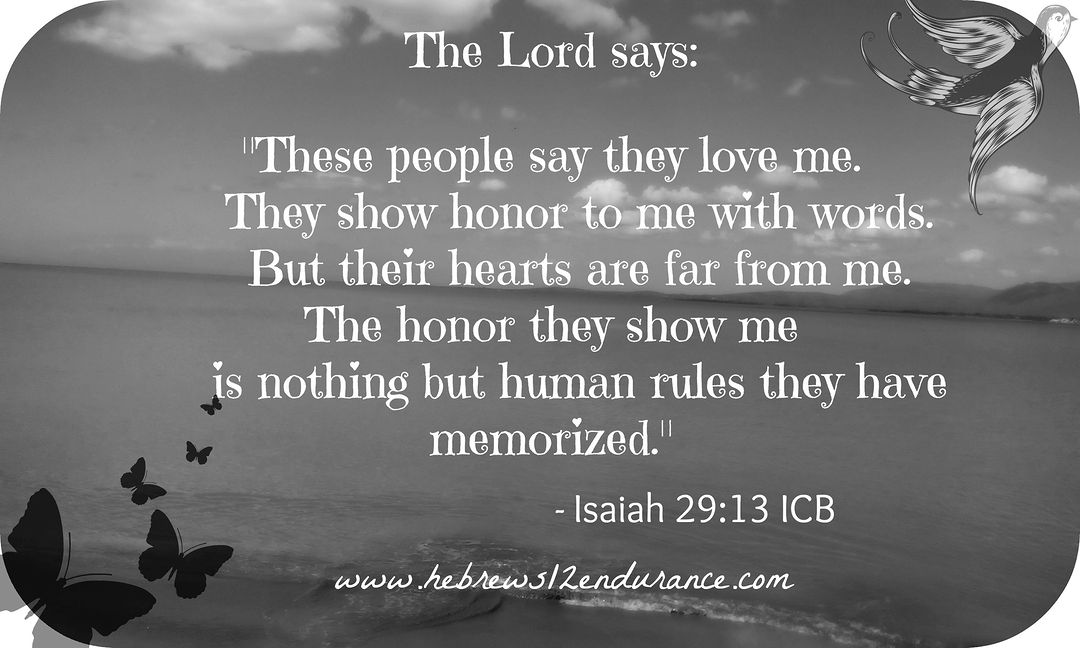 The Lord says:
"These people say they love me.
They show honor to me with words.
But their hearts are far from me.
The honor they show me
is nothing but human rules they have
memorized."
- Isaiah 29:13 ICB
www.hebrews12endurance.com